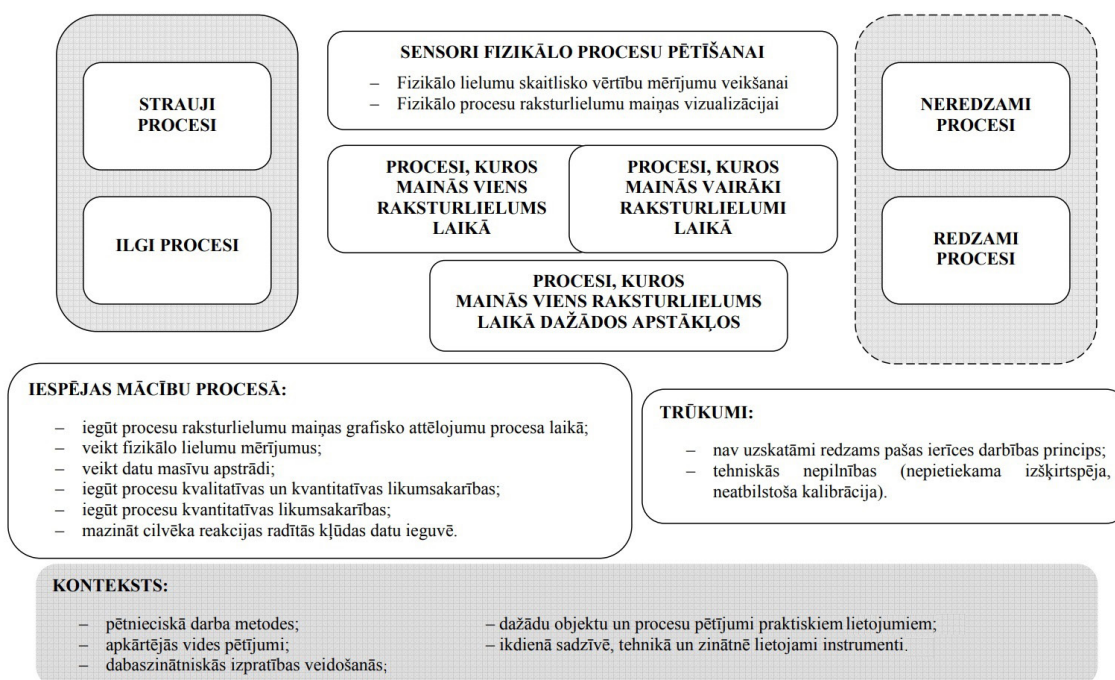 SENSORI FIZIKĀLO PROCESU PĒTĪŠANAI
– Fizikālo lielumu skaitlisko vērtību mērījumu veikšanai
– Fizikālo procesu raksturlielumu maiņas vizualizācijai
STRAUJI
PROCESI
ILGI PROCESI
PROCESI, KUROS
MAINĀS VIENS
RAKSTURLIELUMS
LAIKĀ
PROCESI, KUROS
MAINĀS VAIRĀKI
RAKSTURLIELUMI
LAIKĀ
PROCESI, KUROS
MAINĀS VIENS RAKSTURLIELUMS
LAIKĀ DAŽĀDOS APSTĀKĻOS
NEREDZAMI
PROCESI
REDZAMI
PROCESI
IESPĒJAS MĀCĪBU PROCESĀ:
– iegūt procesu raksturlielumu maiņas grafisko attēlojumu procesa laikā;
– veikt fizikālo lielumu mērījumus;
– veikt datu masīvu apstrādi;
– iegūt procesu kvalitatīvas un kvantitatīvas likumsakarības;
– iegūt procesu kvantitatīvas likumsakarības;
– mazināt cilvēka reakcijas radītās kļūdas datu ieguvē.
TRŪKUMI:
– nav uzskatāmi redzams pašas ierīces darbības princips;
– tehniskās nepilnības (nepietiekama izšķirtspēja,
neatbilstoša kalibrācija).
KONTEKSTS:
– pētnieciskā darba metodes;
– apkārtējās vides pētījumi;
– dabaszinātniskās izpratības veidošanās;
– dažādu objektu un procesu pētījumi praktiskiem lietojumiem;
– ikdienā sadzīvē, tehnikā un zinātnē lietojami instrumenti.